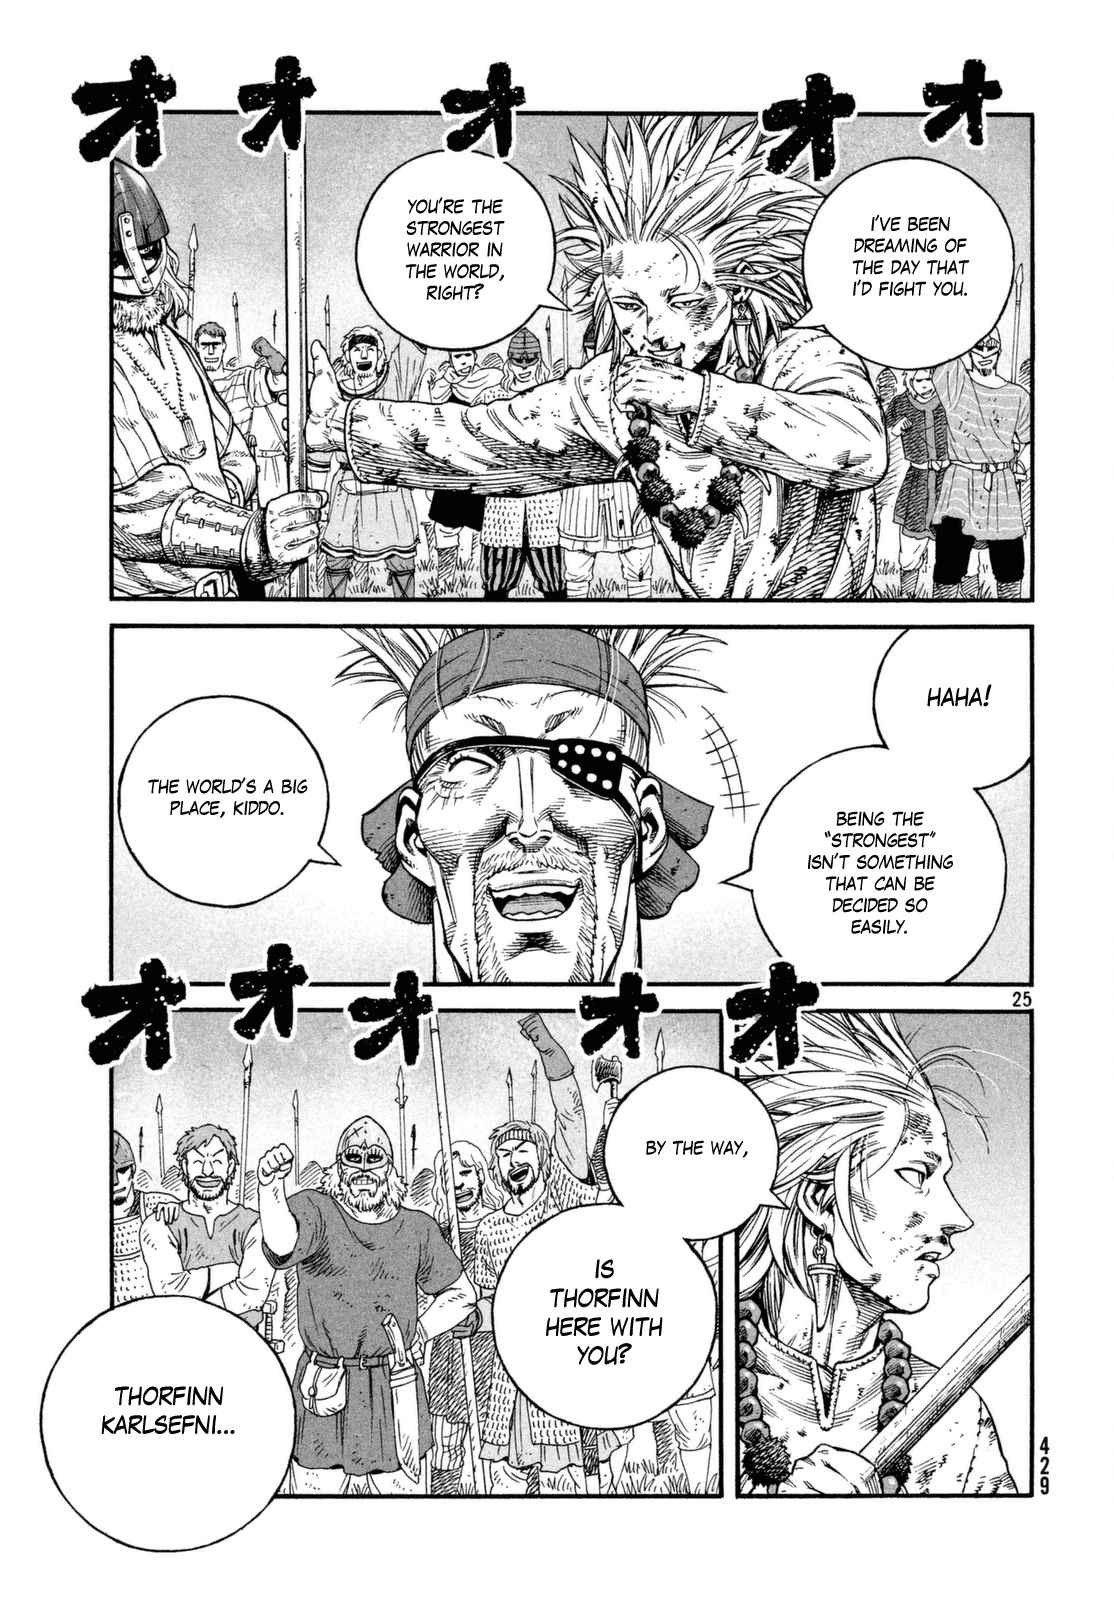 オ オ オ オ オ
I'VE BEEN
DREAMING OF
THE DAY THAT
I'D FIGHT YOU.
YOU'RE THE
STRONGEST
WARRIOR IN
THE WORLD,
RIGHT?
HAHA!
BEING THE
"STRONGEST"
ISN'T SOMETHING
THAT CAN BE
DECIDED SO
EASILY.
THE WORLD'S A BIG
PLACE, KIDDO.
25
オ オ オ オ オ
BY THE WAY,
IS
THORFINN
HERE WITH
YOU?
THORFINN
KARLSEFNI...
429